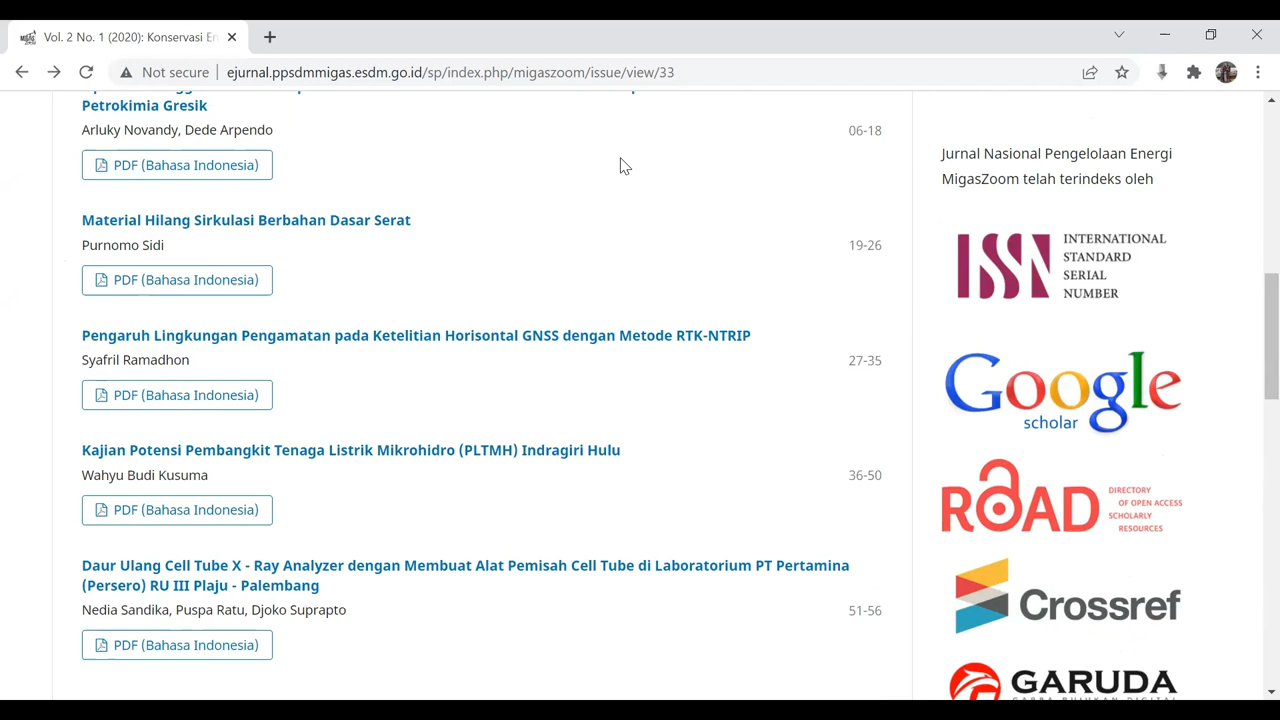 Vol. 2 No. 1 (2020): Konservasi En
Not secure
ejurnal.ppsdmmigas.esdm.go.id/sp/index.php/migaszoom/issue/view/33
Petrokimia Gresik
Arluky Novandy, Dede Arpendo
06-18
PDF (Bahasa Indonesia)
Material Hilang Sirkulasi Berbahan Dasar Serat
Purnomo Sidi
19-26
PDF (Bahasa Indonesia)
Pengaruh Lingkungan Pengamatan pada Ketelitian Horisontal GNSS dengan Metode RTK-NTRIP
Syafril Ramadhon
27-35
PDF (Bahasa Indonesia)
Kajian Potensi Pembangkit Tenaga Listrik Mikrohidro (PLTMH) Indragiri Hulu
Wahyu Budi Kusuma
36-50
PDF (Bahasa Indonesia)
Daur Ulang Cell Tube X - Ray Analyzer dengan Membuat Alat Pemisah Cell Tube di Laboratorium PT Pertamina
(Persero) RU III Plaju - Palembang
Nedia Sandika, Puspa Ratu, Djoko Suprapto
51-56
PDF (Bahasa Indonesia)
Jurnal Nasional Pengelolaan Energi
MigasZoom telah terindeks oleh
ISSN
INTERNATIONAL
STANDARD
SERIAL
NUMBER
Google
scholar
ROAD
DIRECTORY
OF OPEN ACCESS
SCHOLARLY
RESOURCES
Crossref
GARUDA